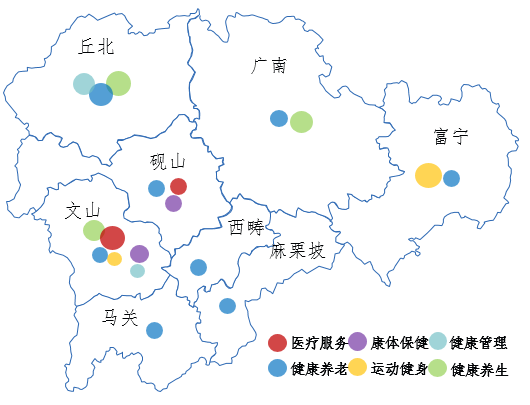 丘北
广南
富宁
砚山
文山
西畴
麻栗坡
马关
医疗服务 康体保健 健康管理
健康养老 运动健身 健康养生